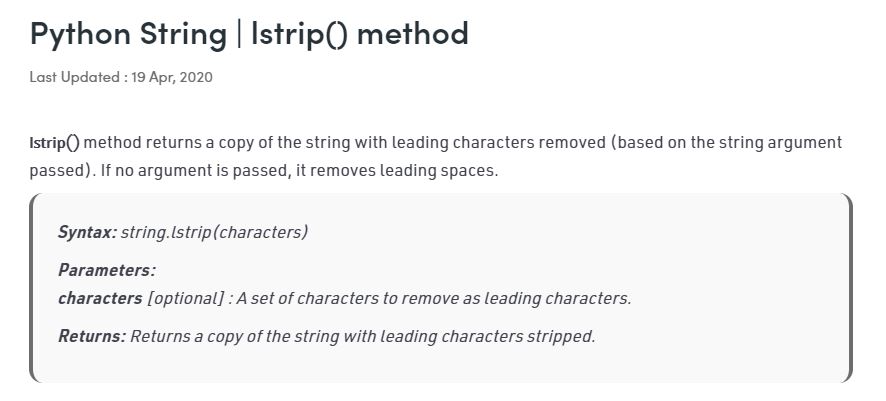 Python String | lstrip() method
Last Updated : 19 Apr, 2020
lstrip() method returns a copy of the string with leading characters removed (based on the string argument
passed). If no argument is passed, it removes leading spaces.
Syntax: string.lstrip(characters)
Parameters:
characters [optional] : A set of characters to remove as leading characters.
Returns: Returns a copy of the string with leading characters stripped.